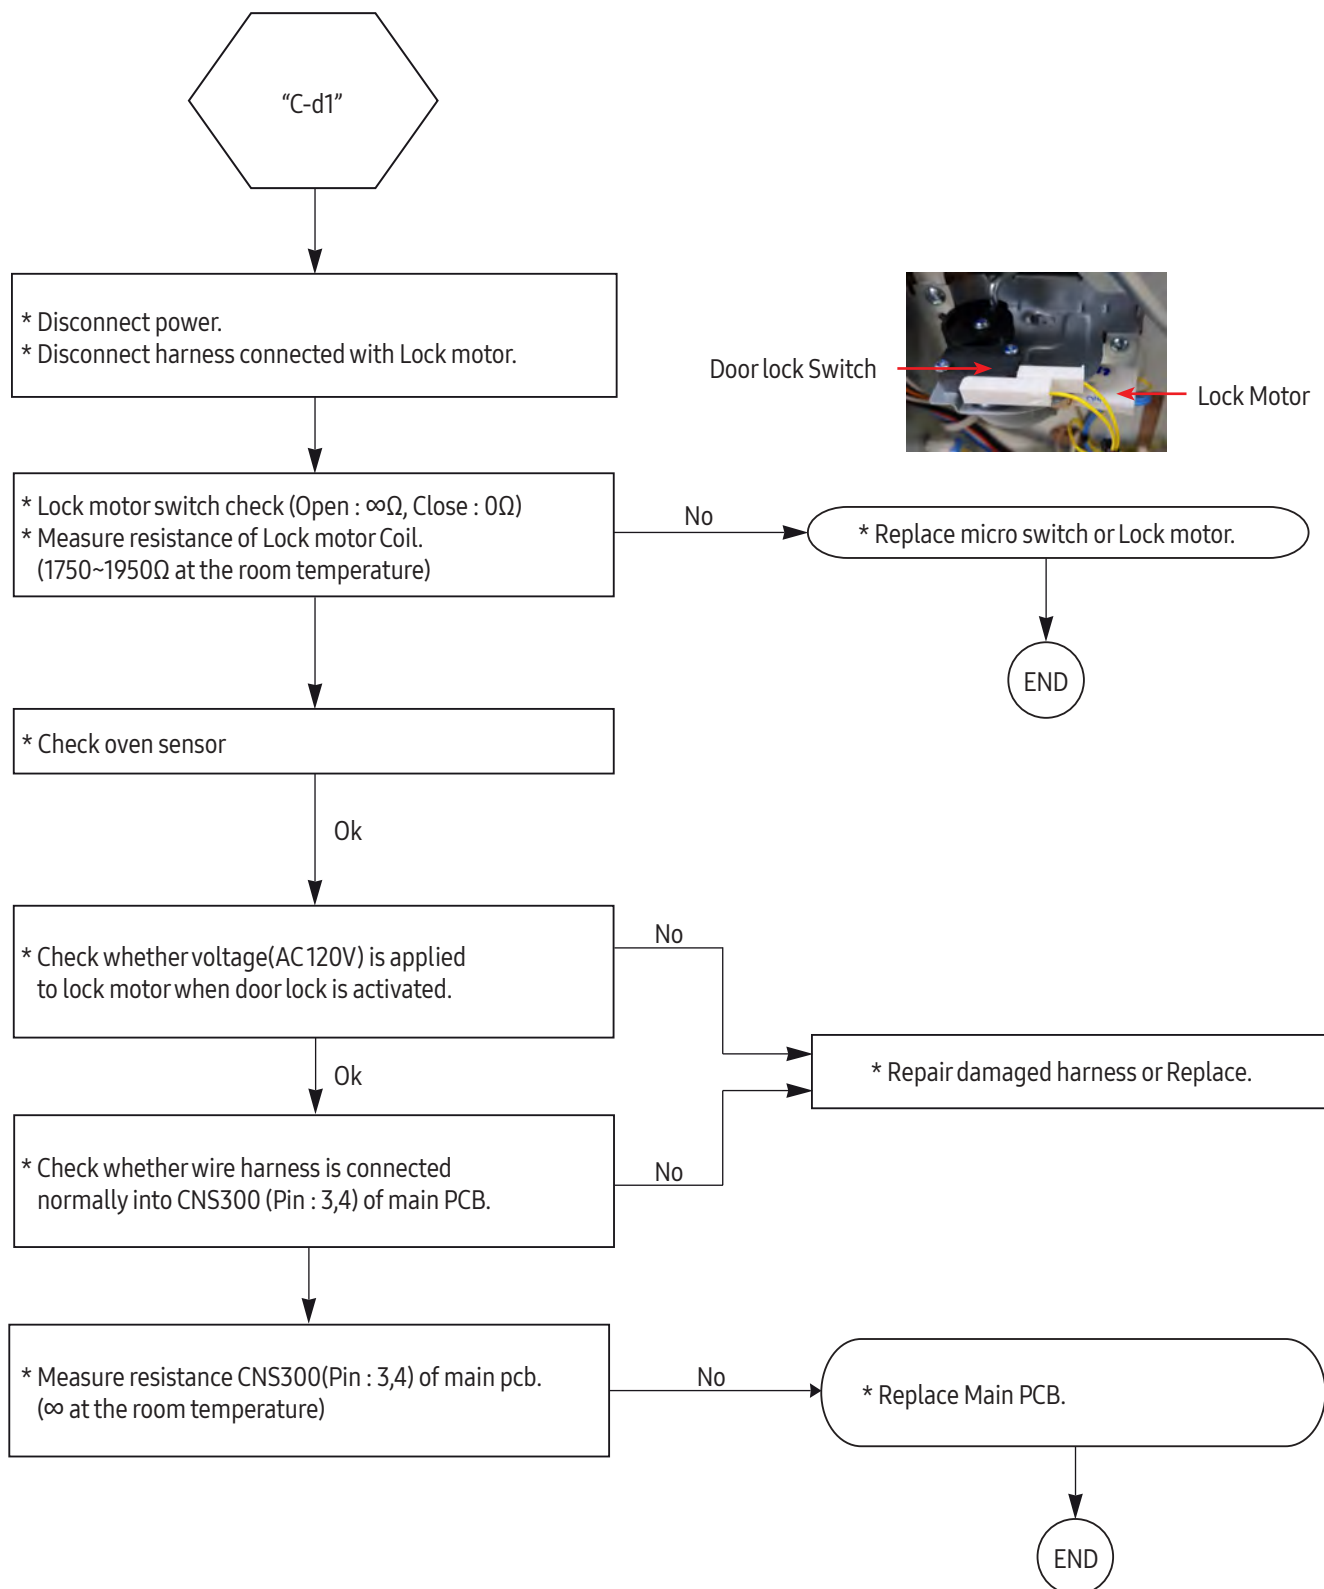 “C-d1”
* Disconnect power.
* Disconnect harness connected with Lock motor.
Door lock Switch
Lock Motor
* Lock motor switch check (Open : ∞Ω, Close : 0Ω)
* Measure resistance of Lock motor Coil.
(1750~1950Ω at the room temperature)
No
* Replace micro switch or Lock motor.
END
* Check oven sensor
Ok
* Check whether voltage(AC 120V) is applied
to lock motor when door lock is activated.
No
Ok
* Repair damaged harness or Replace.
* Check whether wire harness is connected
normally into CNS300 (Pin : 3,4) of main PCB.
No
* Measure resistance CNS300(Pin : 3,4) of main pcb.
(∞ at the room temperature)
No
* Replace Main PCB.
END